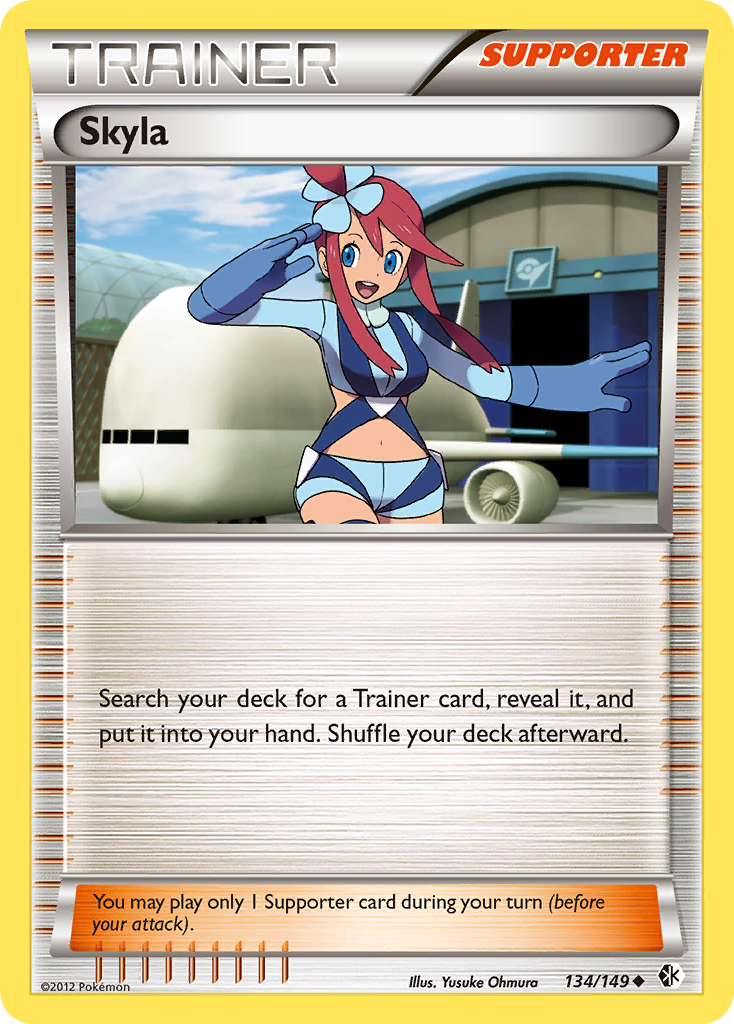 TRAINER
SUPPORTER
Skyla
Search your deck for a Trainer card, reveal it, and
put it into your hand. Shuffle your deck afterward.
You may play only 1 Supporter card during your turn (before
your attack).
©2012 Pokémon
Illus. Yusuke Ohmura
134/149